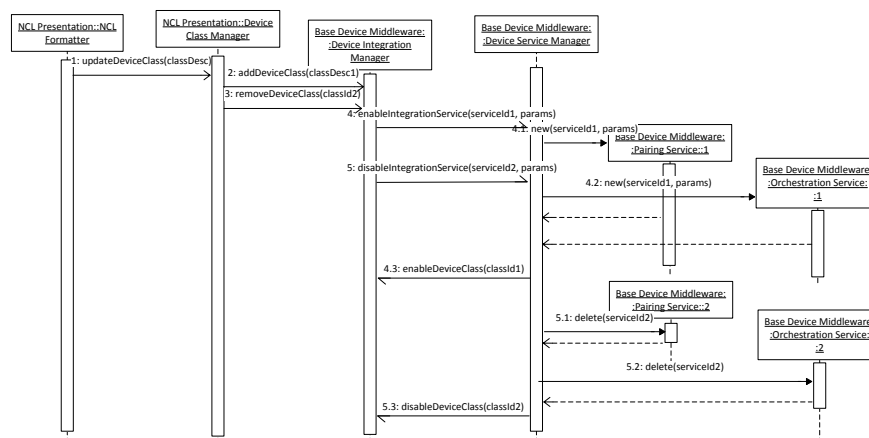 NCL Presentation::NCL
Formatter
NCL Presentation::Device
Class Manager
Base Device Middleware:
:Device Integration
Manager
Base Device Middleware:
:Device Service Manager
1: updateDeviceClass(classDesc)
2: addDeviceClass(classDesc1)
3: removeDeviceClass(classId2)
4: enableIntegrationService(serviceId1, params)
4.1: new(serviceId1, params)
Base Device Middleware:
:Pairing Service::1
5: disableIntegrationService(serviceId2, params)
4.2: new(serviceId1, params)
Base Device Middleware:
:Orchestration Service:
:1
4.3: enableDeviceClass(classId1)
Base Device Middleware:
:Pairing Service::2
5.1: delete(serviceId2)
Base Device Middleware:
:Orchestration Service:
:2
5.2: delete(serviceId2)
5.3: disableDeviceClass(classId2)